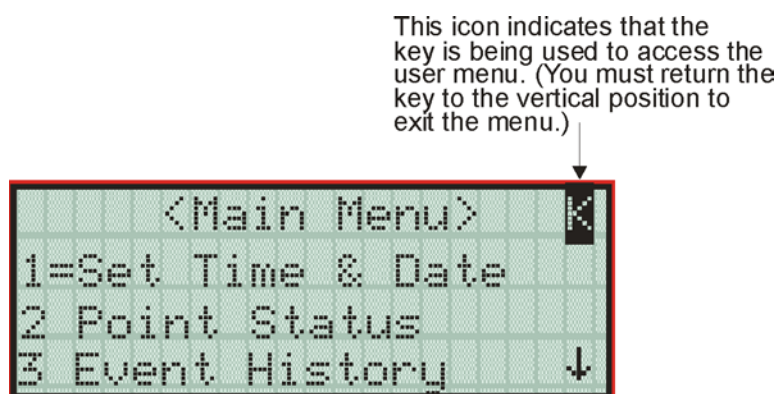 This icon indicates that the
key is being used to access the
user menu. (You must return the
key to the vertical position to
exit the menu.)
<Main Menu> K
1=Set Time & Date
2 Point Status
3 Event History ↓